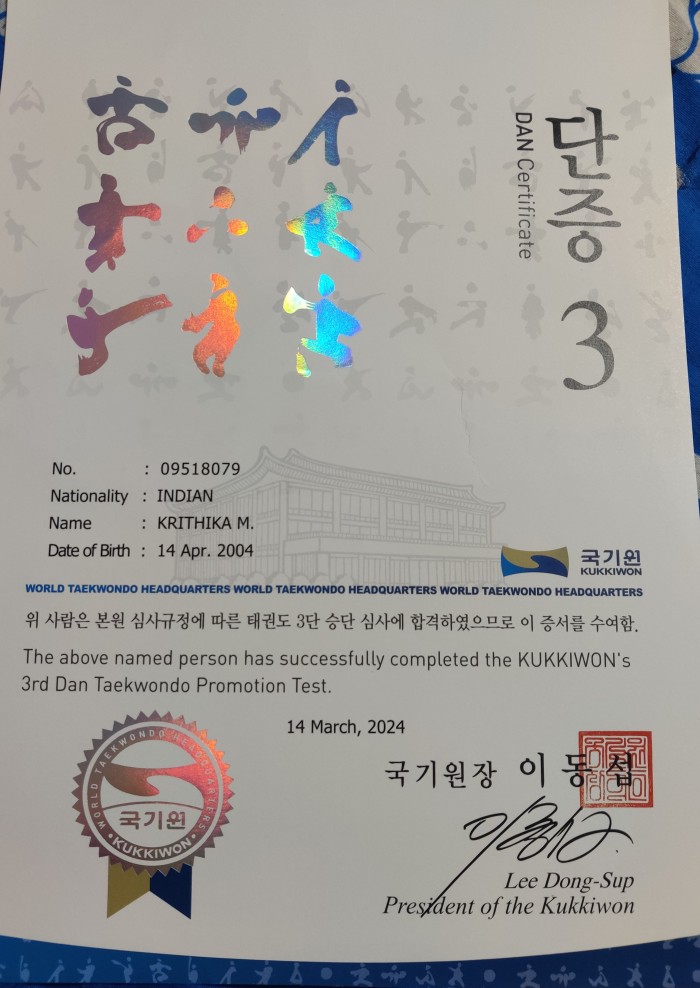 단증
DAN Certificate
3
No. : 09518079
Nationality : INDIAN
Name : KRITHIKA M.
Date of Birth : 14 Apr. 2004
국기원
KUKKIWON
WORLD TAEKWONDO HEADQUARTERS WORLD TAEKWONDO HEADQUARTERS WORLD TAEKWONDO HEADQUARTERS
위 사람은 본원 심사규정에 따른 태권도 3단 승단 심사에 합격하였으므로 이 증서를 수여함.
The above named person has successfully completed the KUKKIWON's
3rd Dan Taekwondo Promotion Test.
14 March, 2024
WORLD TAEKWONDO HEADQUARTERS
국기원
• KUKKIWON •
국기원장 이동섭
Lee Dong-Sup
President of the Kukkiwon